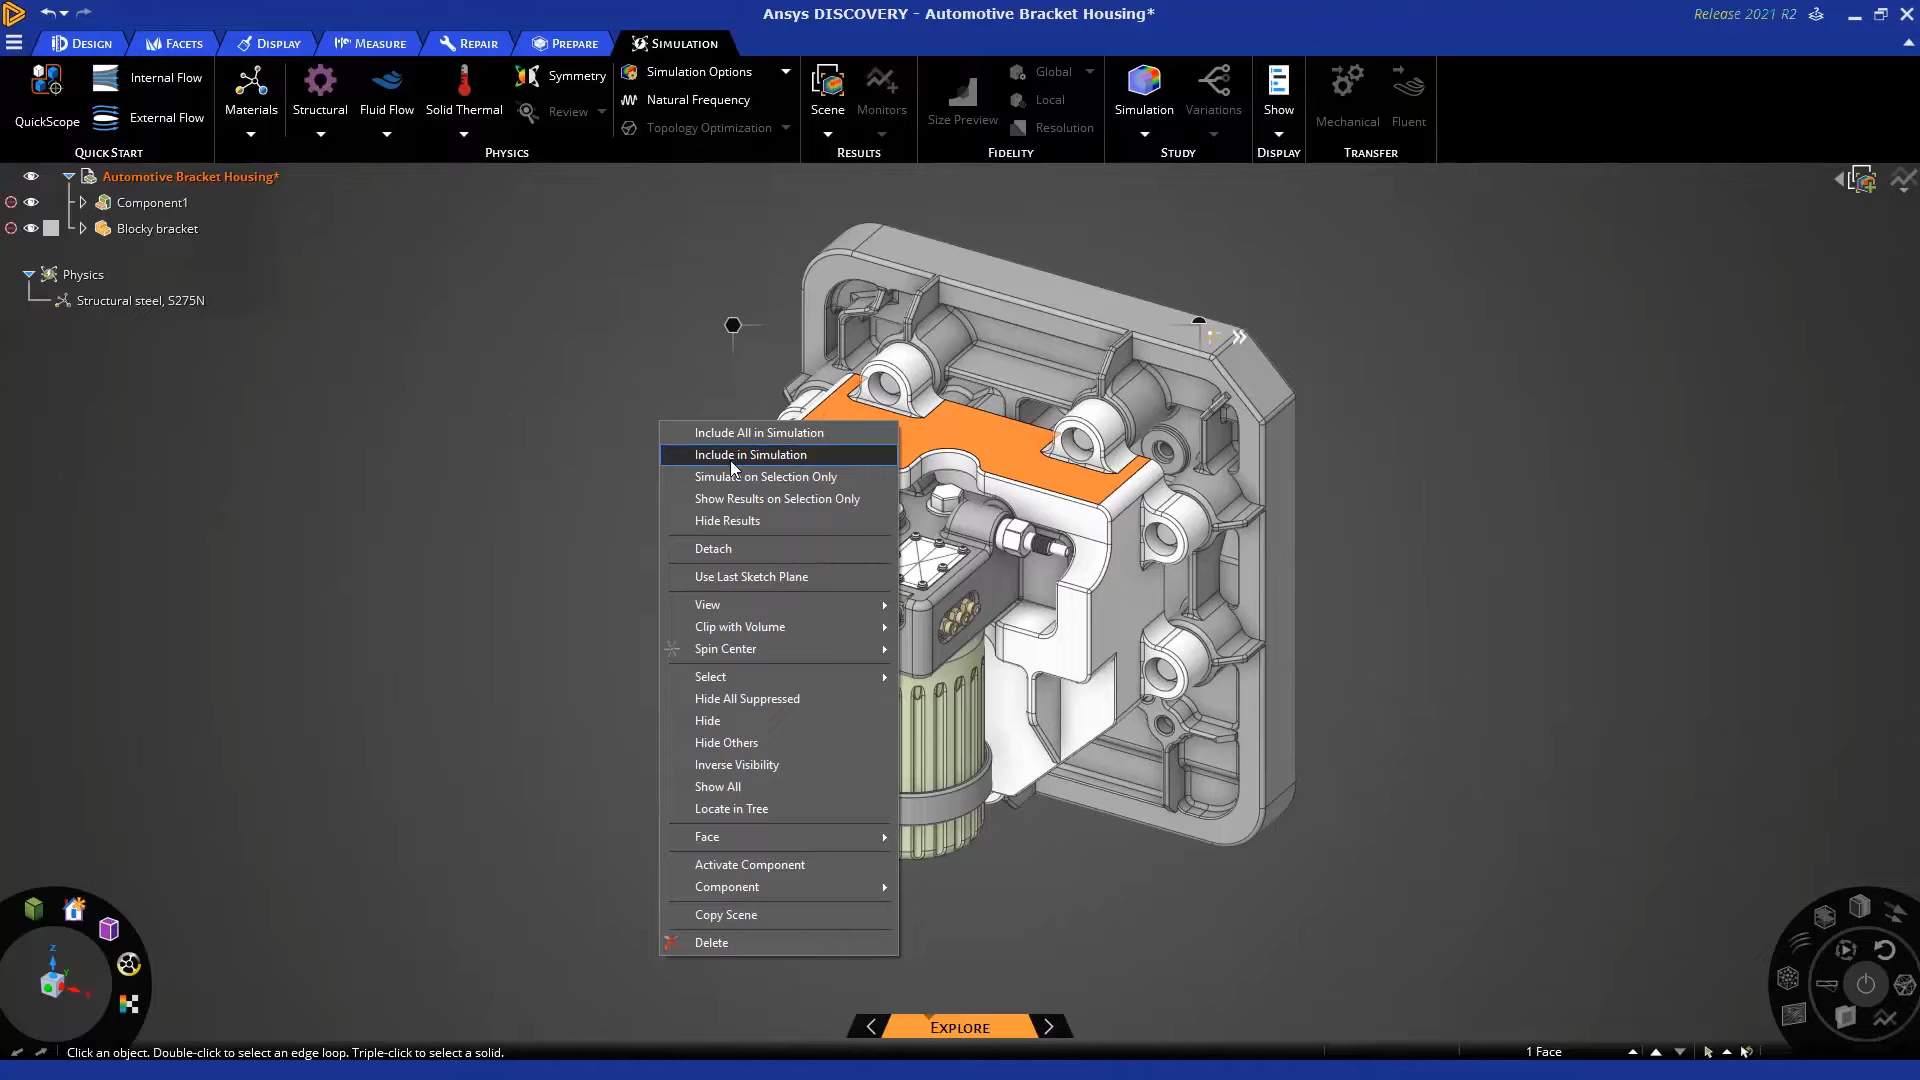 Ansys DISCOVERY - Automotive Bracket Housing*
Release 2021 R2
DESIGN
FACETS
DISPLAY
MEASURE
REPAIR
PREPARE
SIMULATION
QuickScope
Internal Flow
External Flow
QUICK START
Materials
Structural
Fluid Flow
Solid Thermal
Symmetry
Review
PHYSICS
Simulation Options
Natural Frequency
Topology Optimization
Scene
Monitors
RESULTS
Size Preview
Global
Local
Resolution
FIDELITY
Simulation
Variations
STUDY
Show
DISPLAY
Mechanical
Fluent
TRANSFER
Automotive Bracket Housing*
Component1
Blocky bracket
Physics
Structural steel, S275N
Include All in Simulation
Include in Simulation
Simulate on Selection Only
Show Results on Selection Only
Hide Results
Detach
Use Last Sketch Plane
View
Clip with Volume
Spin Center
Select
Hide All Suppressed
Hide
Hide Others
Inverse Visibility
Show All
Locate in Tree
Face
Activate Component
Component
Copy Scene
Delete
Z
Y
X
EXPLORE
Click an object. Double-click to select an edge loop. Triple-click to select a solid.
1 Face